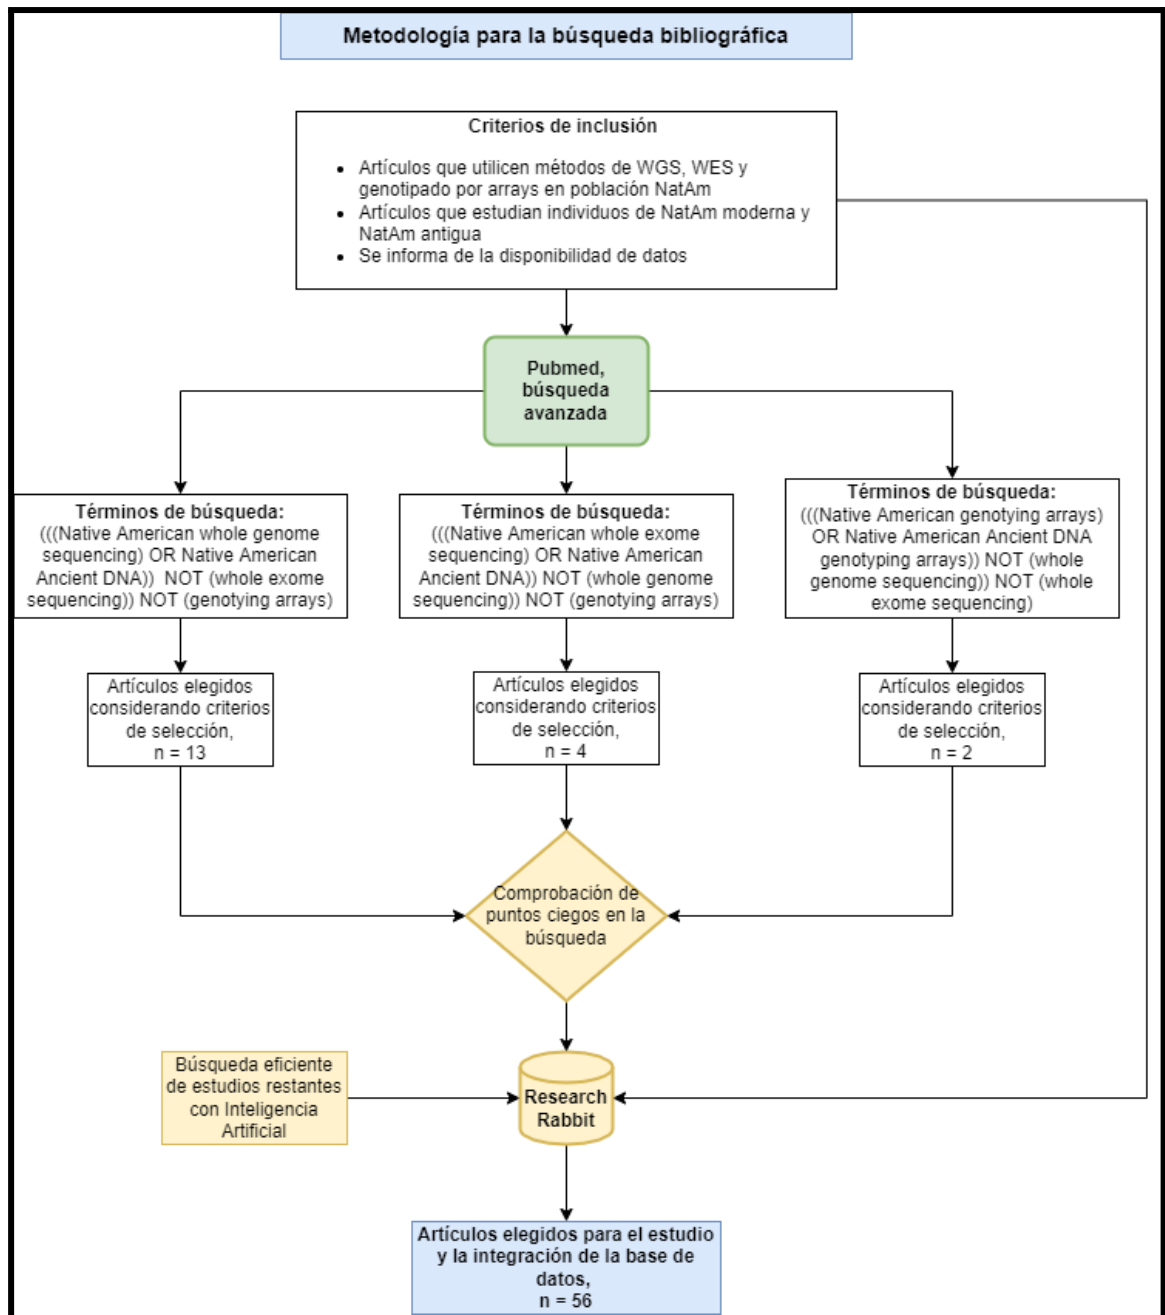 Metodología para la búsqueda bibliográfica
Criterios de inclusión
• Artículos que utilicen métodos de WGS, WES y
genotipado por arrays en población NatAm
• Artículos que estudian individuos de NatAm moderna y
NatAm antigua
• Se informa de la disponibilidad de datos
Pubmed,
búsqueda
avanzada
Términos de búsqueda:
(((Native American whole genome
sequencing) OR Native American
Ancient DNA)) NOT (whole exome
sequencing)) NOT (genotying arrays)
Términos de búsqueda:
(((Native American whole exome
sequencing) OR Native American
Ancient DNA)) NOT (whole genome
sequencing)) NOT (genotying arrays)
Términos de búsqueda:
(((Native American genotying arrays)
OR Native American Ancient DNA
genotyping arrays)) NOT (whole
genome sequencing)) NOT (whole
exome sequencing)
Artículos elegidos
considerando criterios
de selección,
n = 13
Artículos elegidos
considerando criterios
de selección,
n = 4
Artículos elegidos
considerando criterios
de selección,
n = 2
Comprobación de
puntos ciegos en la
búsqueda
Búsqueda eficiente
de estudios restantes
con Inteligencia
Artificial
Research
Rabbit
Artículos elegidos para el estudio
y la integración de la base de
datos,
n = 56